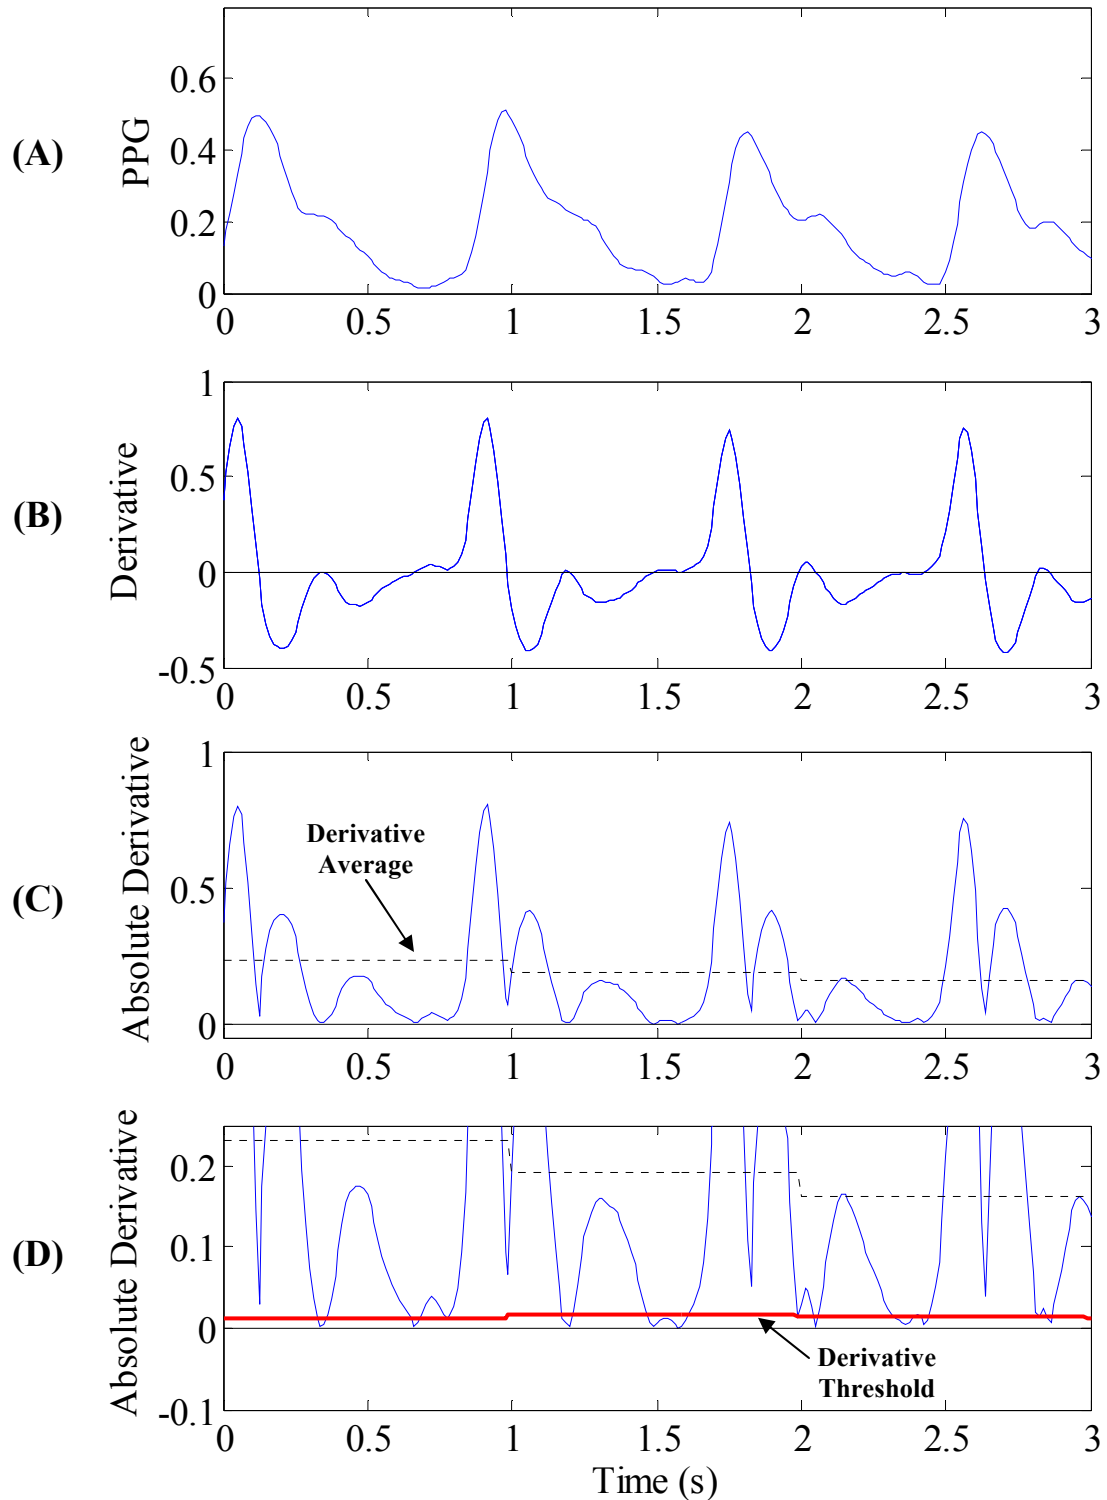 (A)
PPG
0.6
0.4
0.2
0
0 0.5 1 1.5 2 2.5 3
(B)
Derivative
1
0.5
0
-0.5
0 0.5 1 1.5 2 2.5 3
(C)
Absolute Derivative
1
0.5
0
Derivative
Average
0 0.5 1 1.5 2 2.5 3
(D)
Absolute Derivative
0.2
0.1
0
-0.1
Derivative
Threshold
0 0.5 1 1.5 2 2.5 3
Time (s)